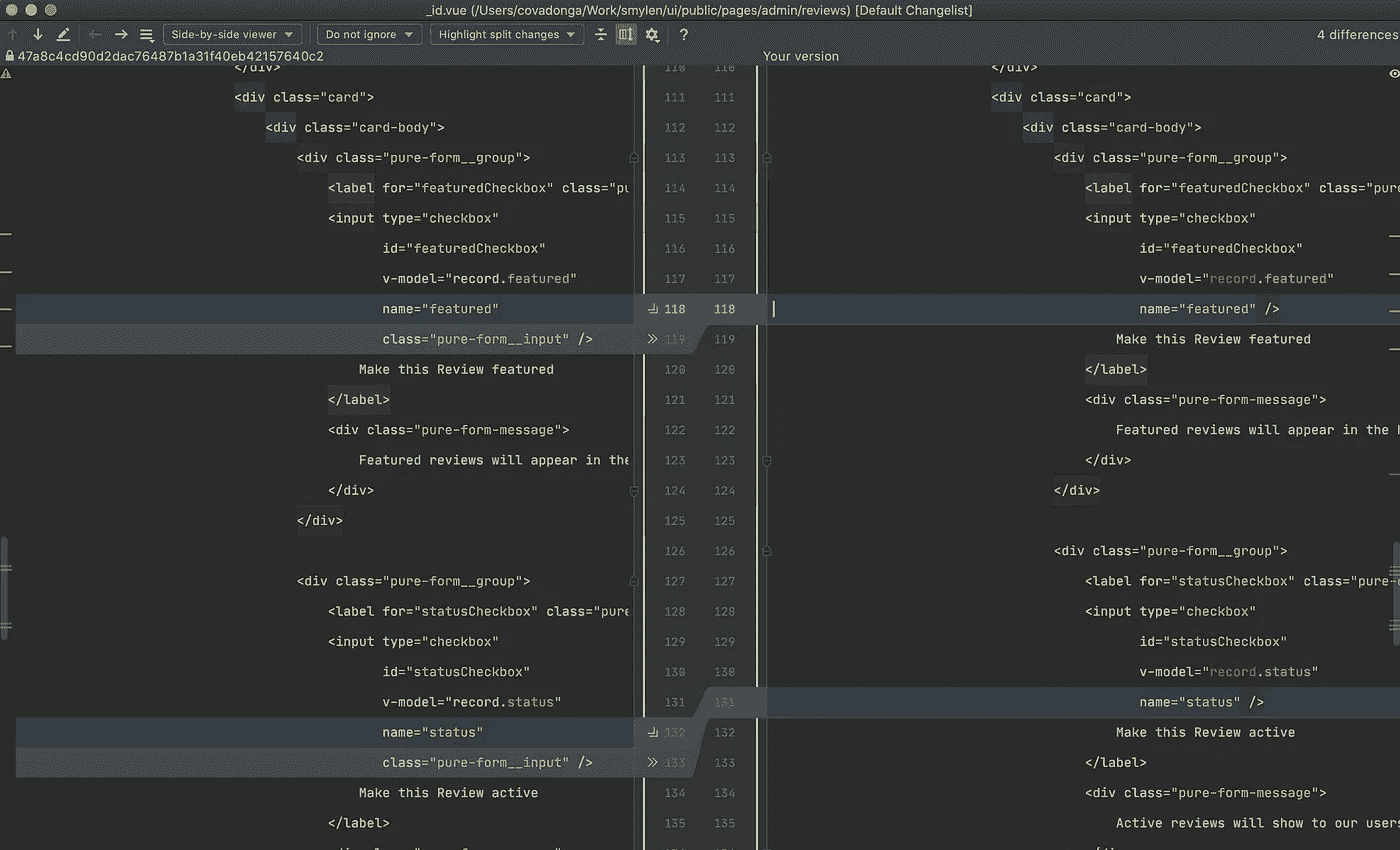 _id.vue (/Users/covadonga/Work/smylen/ui/public/pages/admin/reviews) [Default Changelist]
Side-by-side viewer Do not ignore Highlight split changes ? 4 differences
47a8c4cd90d2dac76487b1a31f40eb42157640c2 Your version
</div> 110 110 </div>
<div class="card"> 111 111 <div class="card">
<div class="card-body"> 112 112 <div class="card-body">
<div class="pure-form__group"> 113 113 <div class="pure-form__group">
<label for="featuredCheckbox" class="pu 114 114 <label for="featuredCheckbox" class="pure
<input type="checkbox" 115 115 <input type="checkbox"
id="featuredCheckbox" 116 116 id="featuredCheckbox"
v-model="record.featured" 117 117 v-model="record.featured"
name="featured" 118 118 name="featured" />
class="pure-form__input" /> 119 119 Make this Review featured
Make this Review featured 120 120 </label>
</label> 121 121 <div class="pure-form-message">
<div class="pure-form-message"> 122 122 Featured reviews will appear in the
Featured reviews will appear in the 123 123 </div>
</div> 124 124 </div>
</div> 125 125
126 126 <div class="pure-form__group">
<div class="pure-form__group"> 127 127 <label for="statusCheckbox" class="pure-
<label for="statusCheckbox" class="pure 128 128 <input type="checkbox"
<input type="checkbox" 129 129 id="statusCheckbox"
id="statusCheckbox" 130 130 v-model="record.status"
v-model="record.status" 131 131 name="status" />
name="status" 132 132 Make this Review active
class="pure-form__input" /> 133 133 </label>
Make this Review active 134 134 <div class="pure-form-message">
</label> 135 135 Active reviews will show to our users